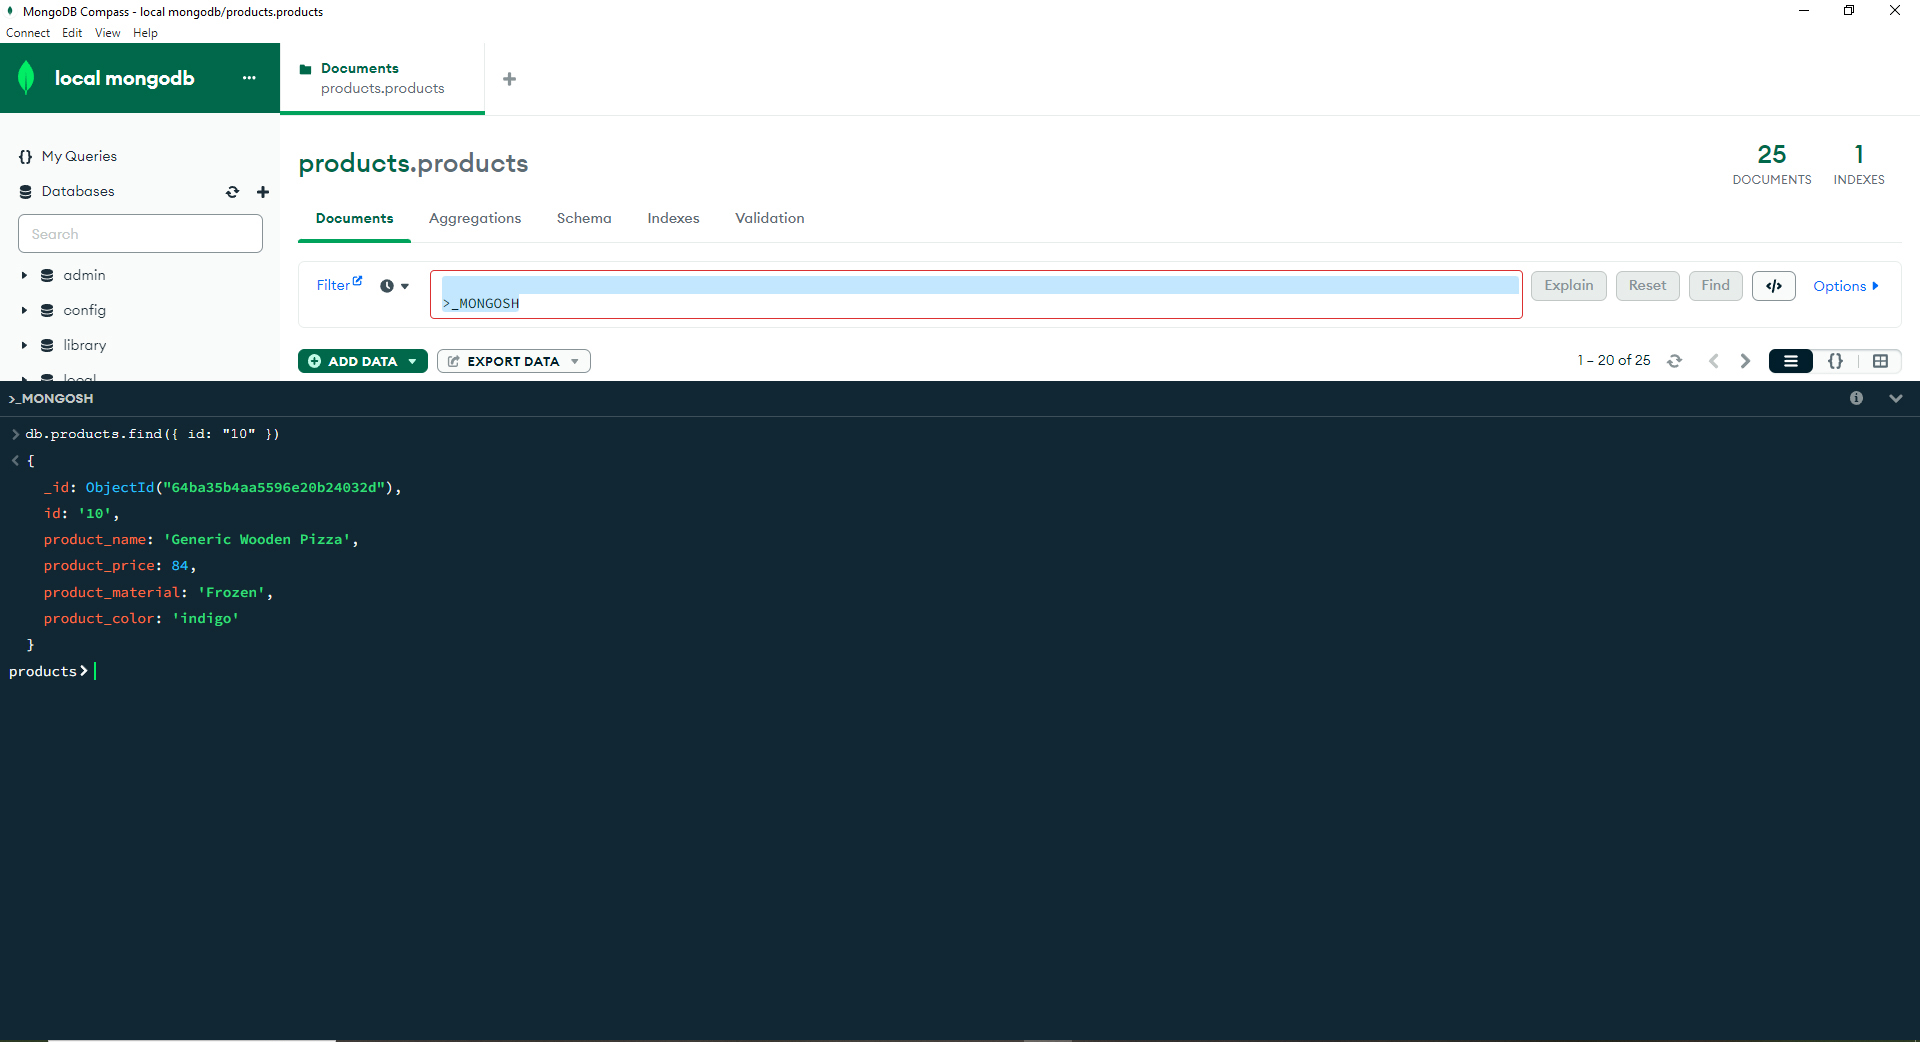 MongoDB Compass - local mongodb/products.products
Connect Edit View Help
local mongodb ...
Documents
products.products
{} My Queries
Databases
Search
admin
config
library
local
products.products
25
DOCUMENTS
1
INDEXES
Documents Aggregations Schema Indexes Validation
Filter
>_MONGOSH
Explain Reset Find </> Options
ADD DATA EXPORT DATA
1 – 20 of 25 {}
>_MONGOSH
> db.products.find({ id: "10" })
< {
_id: ObjectId("64ba35b4aa5596e20b24032d"),
id: '10',
product_name: 'Generic Wooden Pizza',
product_price: 84,
product_material: 'Frozen',
product_color: 'indigo'
}
products>